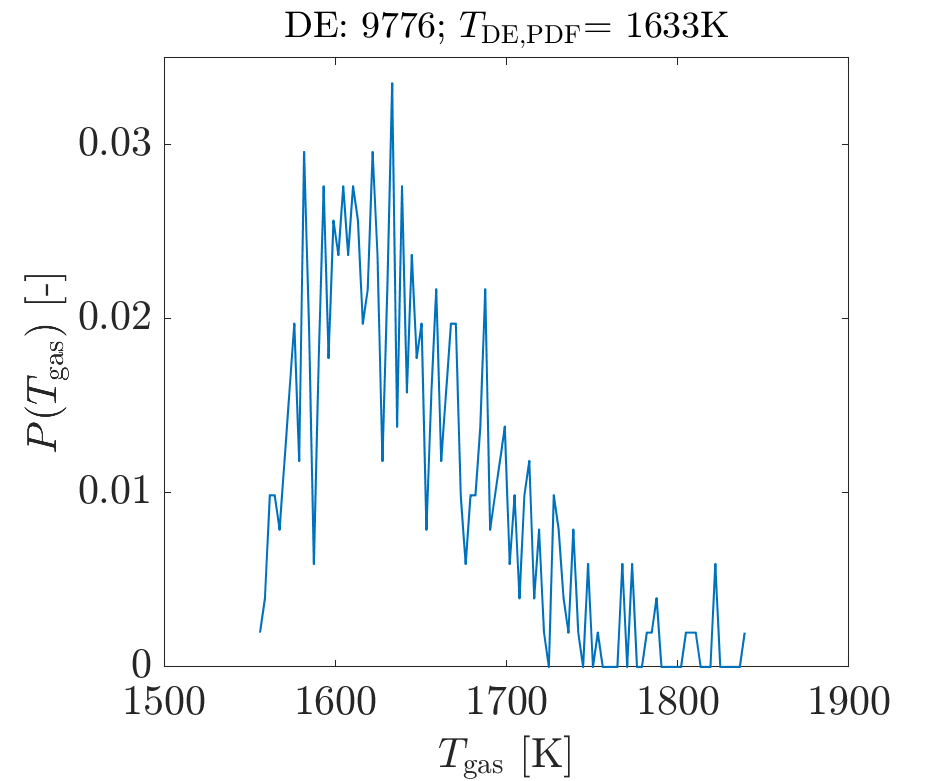 DE: 9776; T_DE,PDF= 1633K
P(T_gas) [-]
0.03
0.02
0.01
0
1500 1600 1700 1800 1900
T_gas [K]